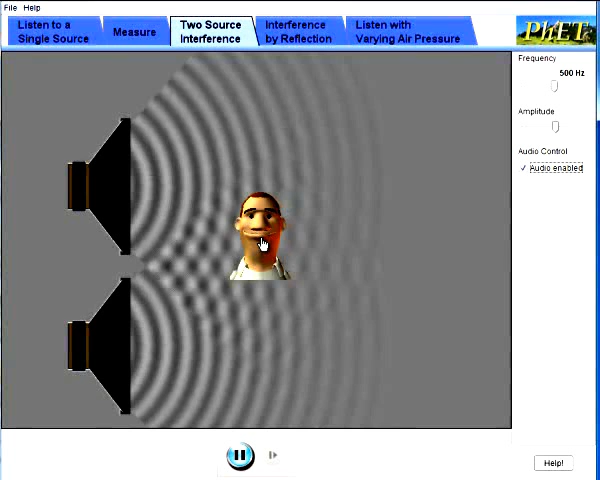 File Help
Listen to a
Single Source
Measure
Two Source
Interference
Interference
by Reflection
Listen with
Varying Air Pressure
PhET
Frequency
500 Hz
Amplitude
Audio Control
✓ Audio enabled
Help!